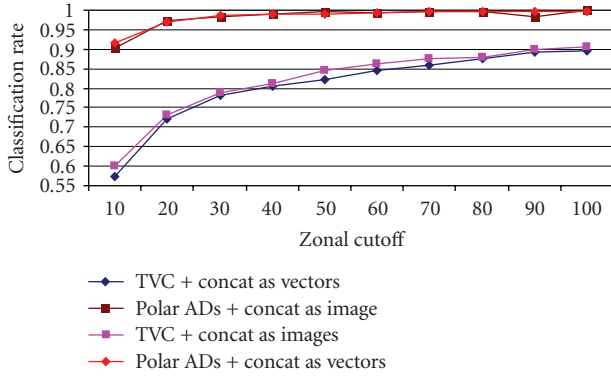 Classification rate
1
0.95
0.9
0.85
0.8
0.75
0.7
0.65
0.6
0.55
10 20 30 40 50 60 70 80 90 100
Zonal cutoff
TVC + concat as vectors
Polar ADs + concat as image
TVC + concat as images
Polar ADs + concat as vectors